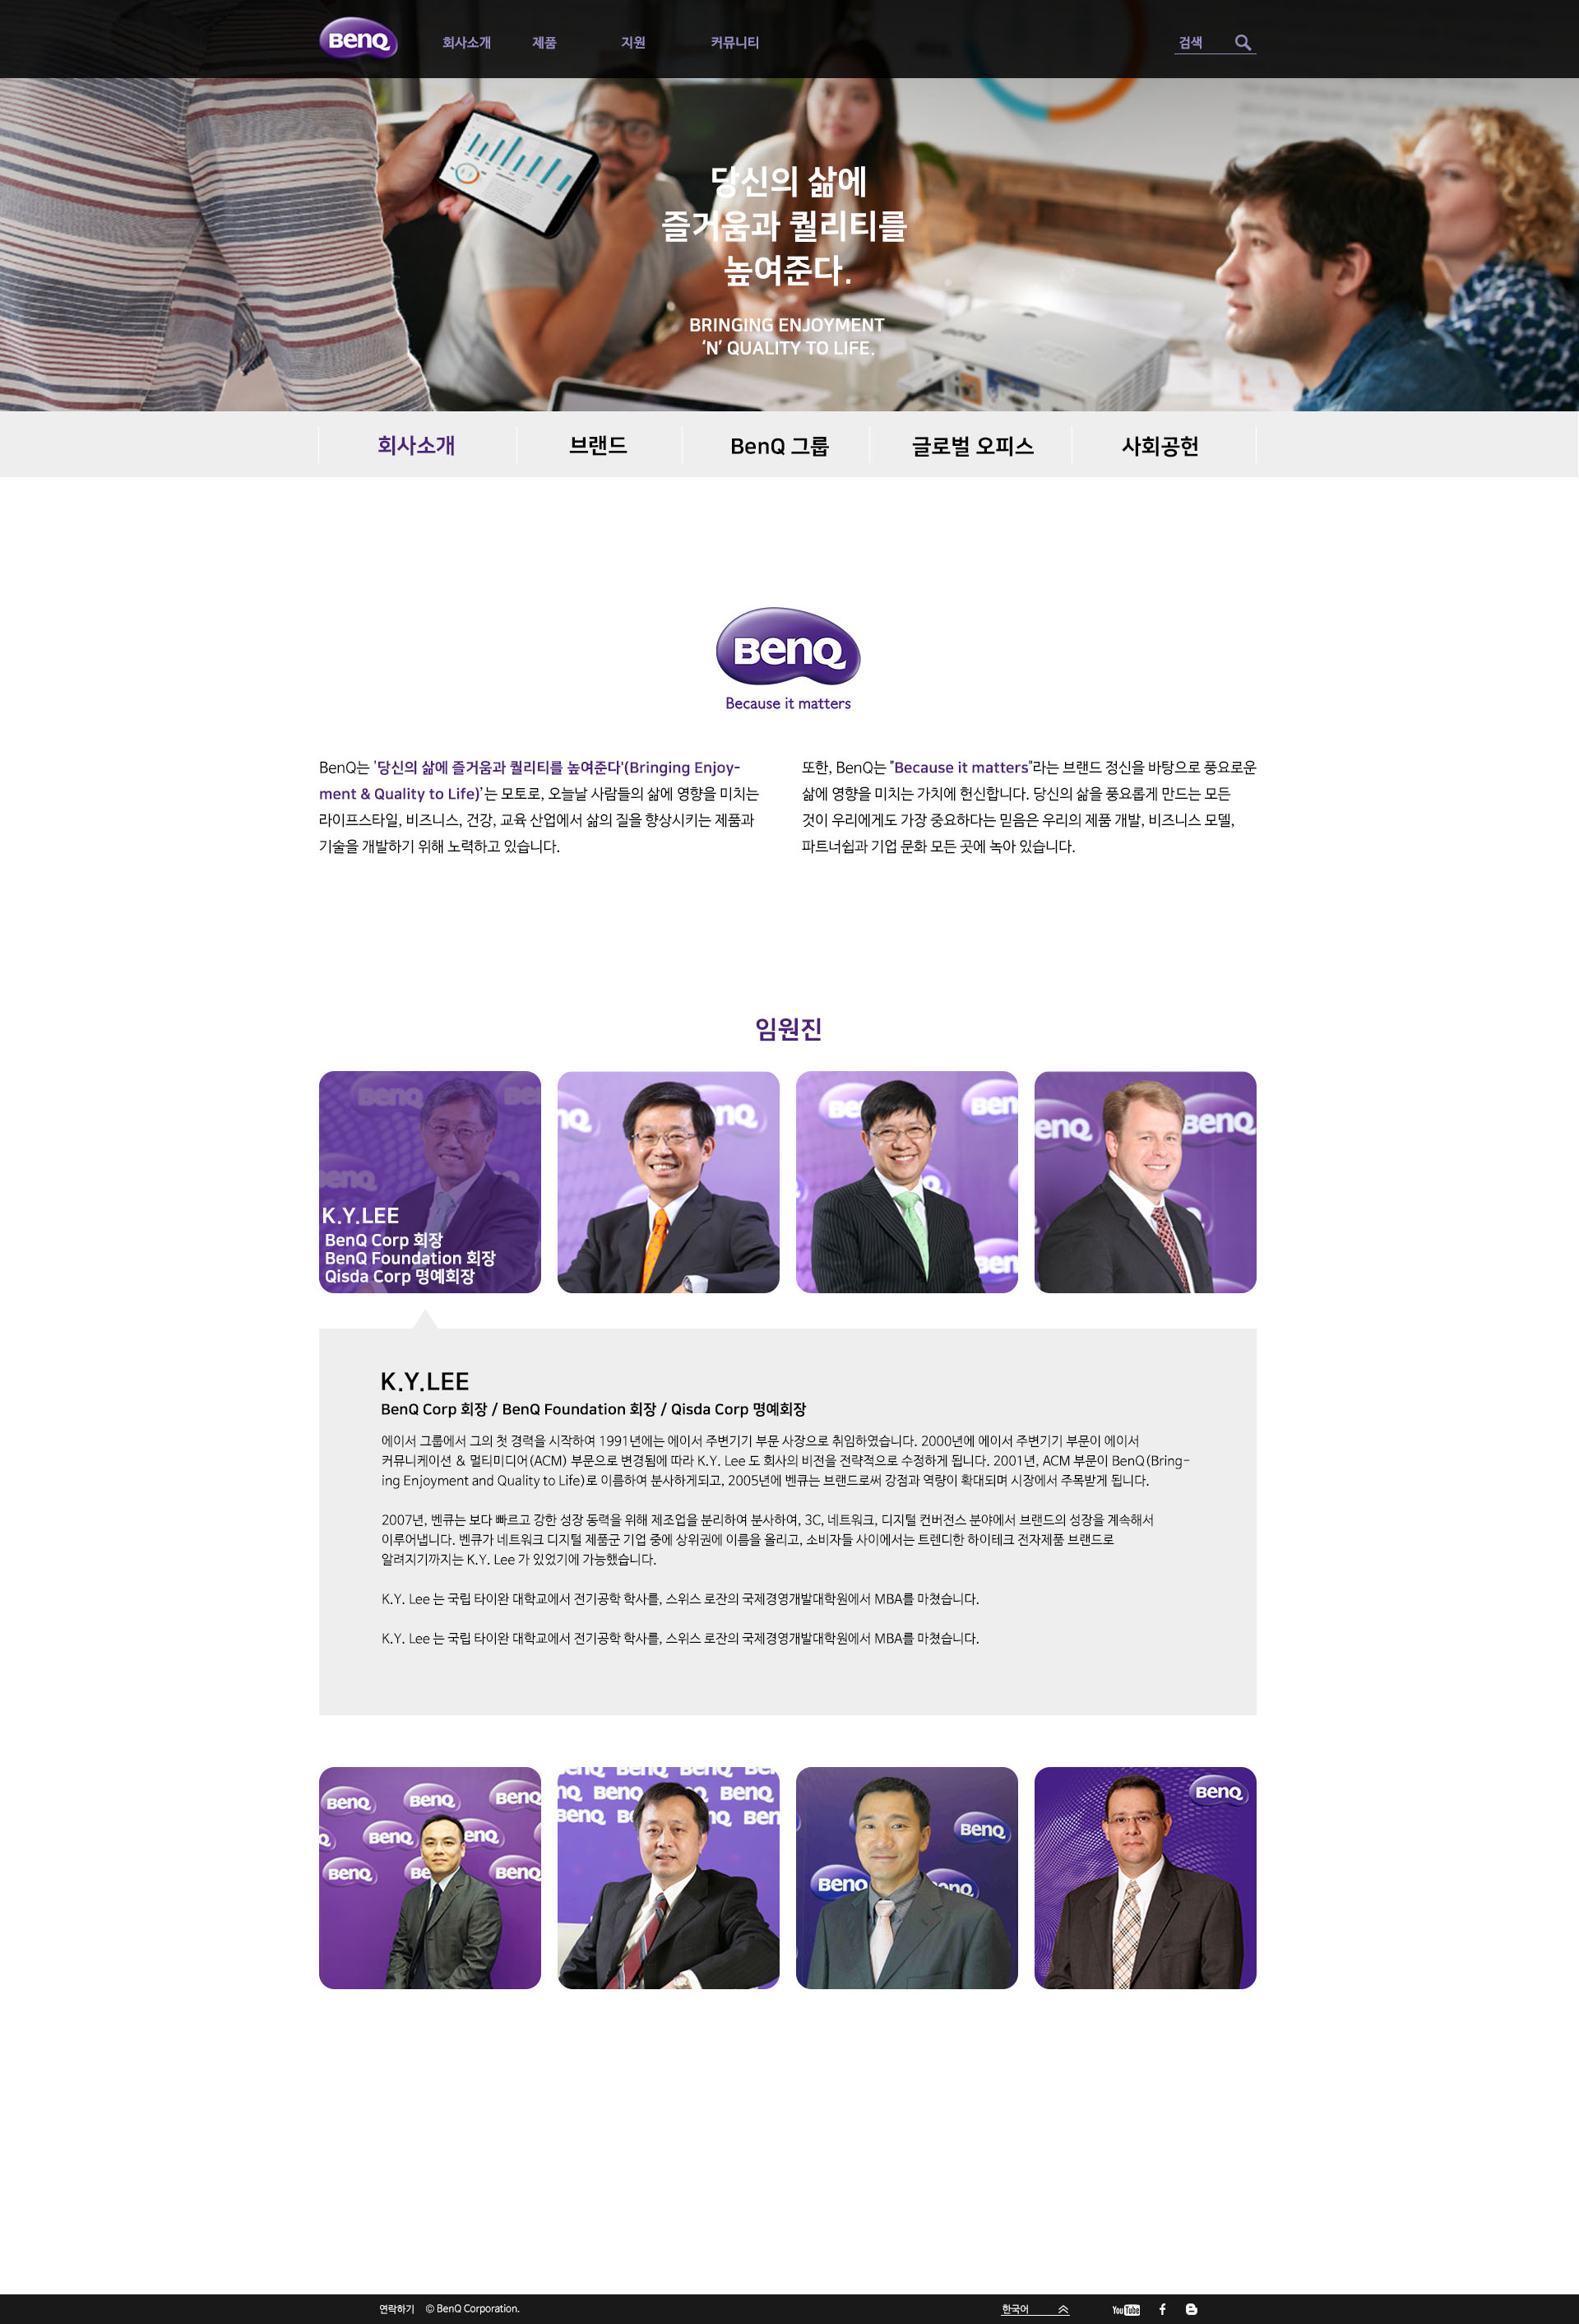 BenQ
회사소개 제품 지원 커뮤니티 검색
당신의 삶에
즐거움과 퀄리티를
높여준다.
BRINGING ENJOYMENT
‘N’ QUALITY TO LIFE.
BenQ
회사소개 브랜드 BenQ 그룹 글로벌 오피스 사회공헌
BenQ
Because it matters
BenQ는 '당신의 삶에 즐거움과 퀄리티를 높여준다'(Bringing Enjoy-
ment & Quality to Life)'는 모토로, 오늘날 사람들의 삶에 영향을 미치는
라이프스타일, 비즈니스, 건강, 교육 산업에서 삶의 질을 향상시키는 제품과
기술을 개발하기 위해 노력하고 있습니다.
또한, BenQ는 "Because it matters"라는 브랜드 정신을 바탕으로 풍요로운
삶에 영향을 미치는 가치에 헌신합니다. 당신의 삶을 풍요롭게 만드는 모든
것이 우리에게도 가장 중요하다는 믿음은 우리의 제품 개발, 비즈니스 모델,
파트너쉽과 기업 문화 모든 곳에 녹아 있습니다.
임원진
K.Y.LEE
BenQ Corp 회장
BenQ Foundation 회장
Qisda Corp 명예회장
K.Y.LEE
BenQ Corp 회장 / BenQ Foundation 회장 / Qisda Corp 명예회장
에이서 그룹에서 그의 첫 경력을 시작하여 1991년에는 에이서 주변기기 부문 사장으로 취임하였습니다. 2000년에 에이서 주변기기 부문이 에이서
커뮤니케이션 & 멀티미디어(ACM) 부문으로 변경됨에 따라 K.Y. Lee 도 회사의 비전을 전략적으로 수정하게 됩니다. 2001년, ACM 부문이 BenQ(Bring-
ing Enjoyment and Quality to Life)로 이름하여 분사하게되고, 2005년에 벤큐는 브랜드로써 강점과 역량이 확대되며 시장에서 주목받게 됩니다.
2007년, 벤큐는 보다 빠르고 강한 성장 동력을 위해 제조업을 분리하여 분사하여, 3C, 네트워크, 디지털 컨버전스 분야에서 브랜드의 성장을 계속해서
이루어냅니다. 벤큐가 네트워크 디지털 제품군 기업 중에 상위권에 이름을 올리고, 소비자들 사이에서는 트렌디한 하이테크 전자제품 브랜드로
알려지기까지는 K.Y. Lee 가 있었기에 가능했습니다.
K.Y. Lee 는 국립 타이완 대학교에서 전기공학 학사를, 스위스 로잔의 국제경영개발대학원에서 MBA를 마쳤습니다.
K.Y. Lee 는 국립 타이완 대학교에서 전기공학 학사를, 스위스 로잔의 국제경영개발대학원에서 MBA를 마쳤습니다.
연락하기 © BenQ Corporation. 한국어 YouTube